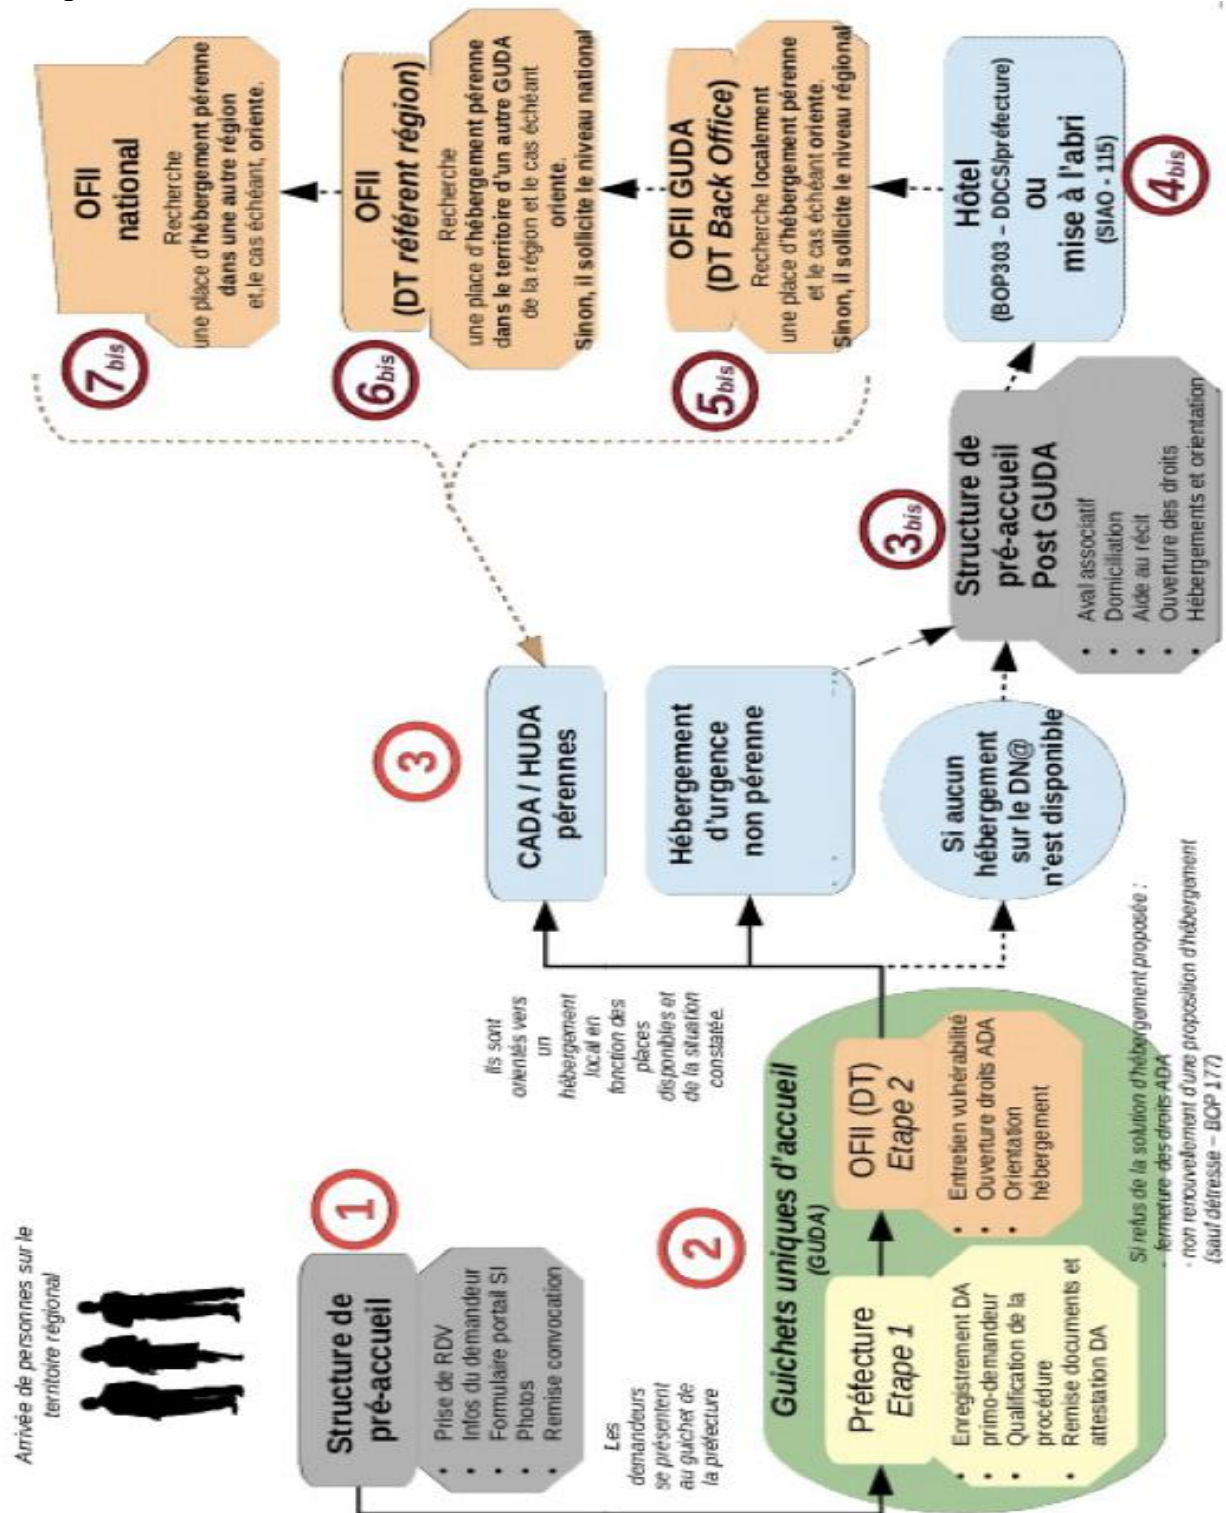 Arrivée de personnes sur le
territoire régional
1
Structure de
pré-accueil
• Prise de RDV
• Infos du demandeur
• Formulaire portail SI
• Photos
• Remise convocation
Les
demandeurs
se présentent
au guichet de
la préfecture
2
Guichets uniques d'accueil
(GUDA)
Préfecture
Etape 1
• Enregistrement DA
primo-demandeur
• Qualification de la
procédure
• Remise documents et
attestation DA
OFII (DT)
Etape 2
• Entretien vulnérabilité
• Ouverture droits ADA
• Orientation
hébergement
Si refus de la solution d'hébergement proposée :
- fermeture des droits ADA
- non renouvellement d'une proposition d'hébergement
(sauf détresse – BOP 177)
Ils sont
orientés vers
un
hébergement
local en
fonction des
places
disponibles et
de la situation
constatée.
3
CADA / HUDA
pérennes
Hébergement
d'urgence
non pérenne
Si aucun
hébergement
sur le DN@
n'est disponible
3bis
Structure de
pré-accueil
Post GUDA
• Aval associatif
• Domiciliation
• Aide au récit
• Ouverture des droits
• Hébergements et orientation
4bis
Hôtel
(BOP303 – DDCS/préfecture)
ou
mise à l'abri
(SIAO - 115)
5bis
OFII GUDA
(DT Back Office)
Recherche localement
une place d'hébergement pérenne
et le cas échéant oriente.
Sinon, il sollicite le niveau régional
6bis
OFII
(DT référent région)
Recherche
une place d'hébergement pérenne
dans le territoire d'un autre GUDA
de la région et le cas échéant
oriente.
Sinon, il sollicite le niveau national
7bis
OFII
national
Recherche
une place d'hébergement pérenne
dans une autre région
et,le cas échéant, oriente.